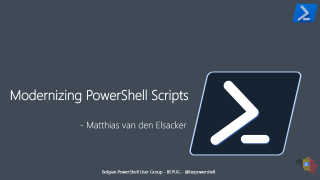 Modernizing PowerShell Scripts
- Matthias van den Elsacker
Belgian PowerShell User Group - BEPUG - @bepowershell